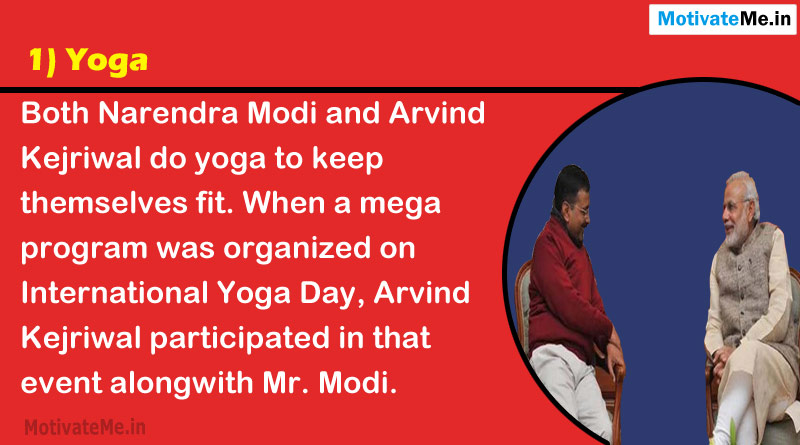 MotivateMe.in
1) Yoga
Both Narendra Modi and Arvind
Kejriwal do yoga to keep
themselves fit. When a mega
program was organized on
International Yoga Day, Arvind
Kejriwal participated in that
event alongwith Mr. Modi.
MotivateMe.in